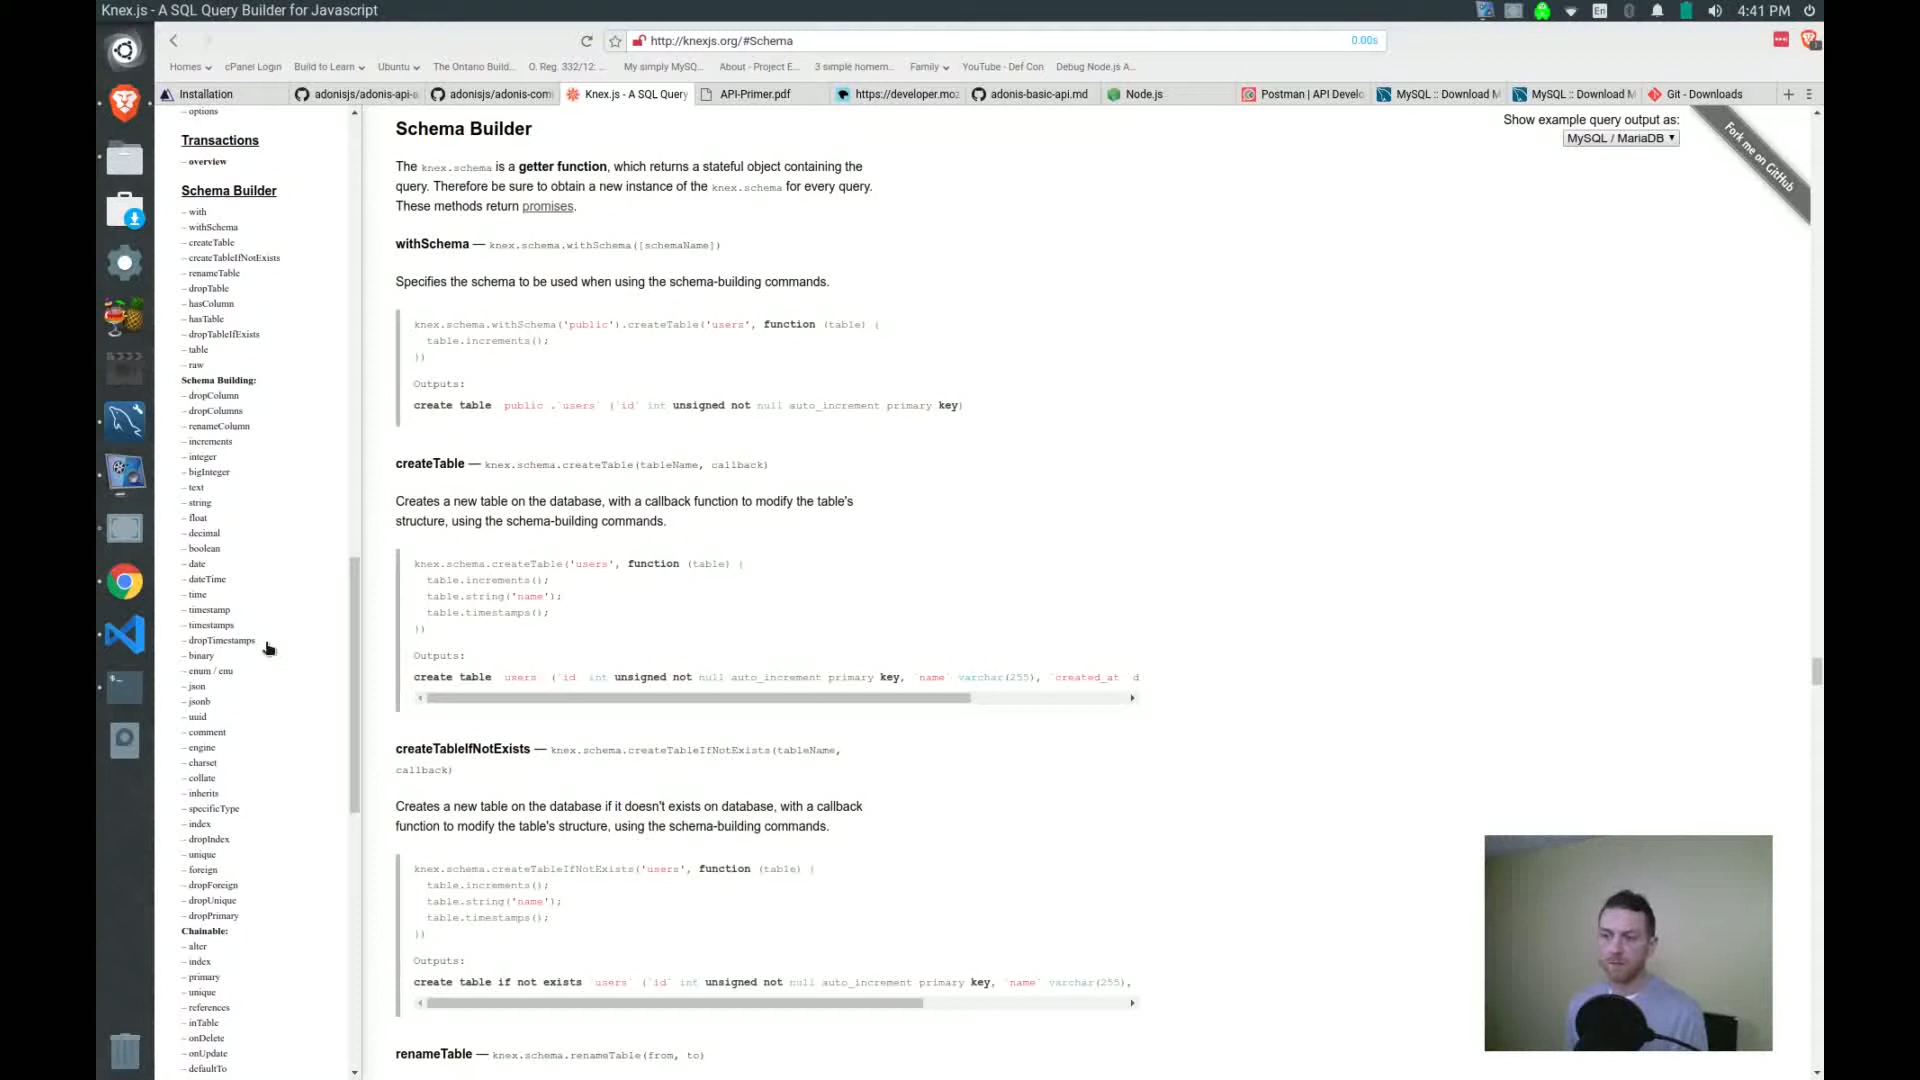 Knex.js - A SQL Query Builder for Javascript
En
4:41 PM
http://knexjs.org/#Schema
0.00s
Homes
cPanel Login
Build to Learn
Ubuntu
The Ontario Build...
O. Reg. 332/12: ...
My simply MySQ...
About - Project E...
3 simple homem...
Family
YouTube - Def Con
Debug Node.js A...
Installation
adonisjs/adonis-api-a
adonisjs/adonis-com
Knex.js - A SQL Query
API-Primer.pdf
https://developer.moz
adonis-basic-api.md
Node.js
Postman | API Develo
MySQL :: Download M
MySQL :: Download M
Git - Downloads
– options
Transactions
– overview
Schema Builder
– with
– withSchema
– createTable
– createTableIfNotExists
– renameTable
– dropTable
– hasColumn
– hasTable
– dropTableIfExists
– table
– raw
Schema Building:
– dropColumn
– dropColumns
– renameColumn
– increments
– integer
– bigInteger
– text
– string
– float
– decimal
– boolean
– date
– dateTime
– time
– timestamp
– timestamps
– dropTimestamps
– binary
– enum / enu
– json
– jsonb
– uuid
– comment
– engine
– charset
– collate
– inherits
– specificType
– index
– dropIndex
– unique
– foreign
– dropForeign
– dropUnique
– dropPrimary
Chainable:
– alter
– index
– primary
– unique
– references
– inTable
– onDelete
– onUpdate
– defaultTo
Schema Builder
Show example query output as:
MySQL / MariaDB
Fork me on GitHub
The knex.schema is a getter function, which returns a stateful object containing the
query. Therefore be sure to obtain a new instance of the knex.schema for every query.
These methods return promises.
withSchema — knex.schema.withSchema([schemaName])
Specifies the schema to be used when using the schema-building commands.
knex.schema.withSchema('public').createTable('users', function (table) {
table.increments();
})
Outputs:
create table `public`.`users` (`id` int unsigned not null auto_increment primary key)
createTable — knex.schema.createTable(tableName, callback)
Creates a new table on the database, with a callback function to modify the table's
structure, using the schema-building commands.
knex.schema.createTable('users', function (table) {
table.increments();
table.string('name');
table.timestamps();
})
Outputs:
create table `users` (`id` int unsigned not null auto_increment primary key, `name` varchar(255), `created_at` d
createTableIfNotExists — knex.schema.createTableIfNotExists(tableName,
callback)
Creates a new table on the database if it doesn't exists on database, with a callback
function to modify the table's structure, using the schema-building commands.
knex.schema.createTableIfNotExists('users', function (table) {
table.increments();
table.string('name');
table.timestamps();
})
Outputs:
create table if not exists `users` (`id` int unsigned not null auto_increment primary key, `name` varchar(255),
renameTable — knex.schema.renameTable(from, to)